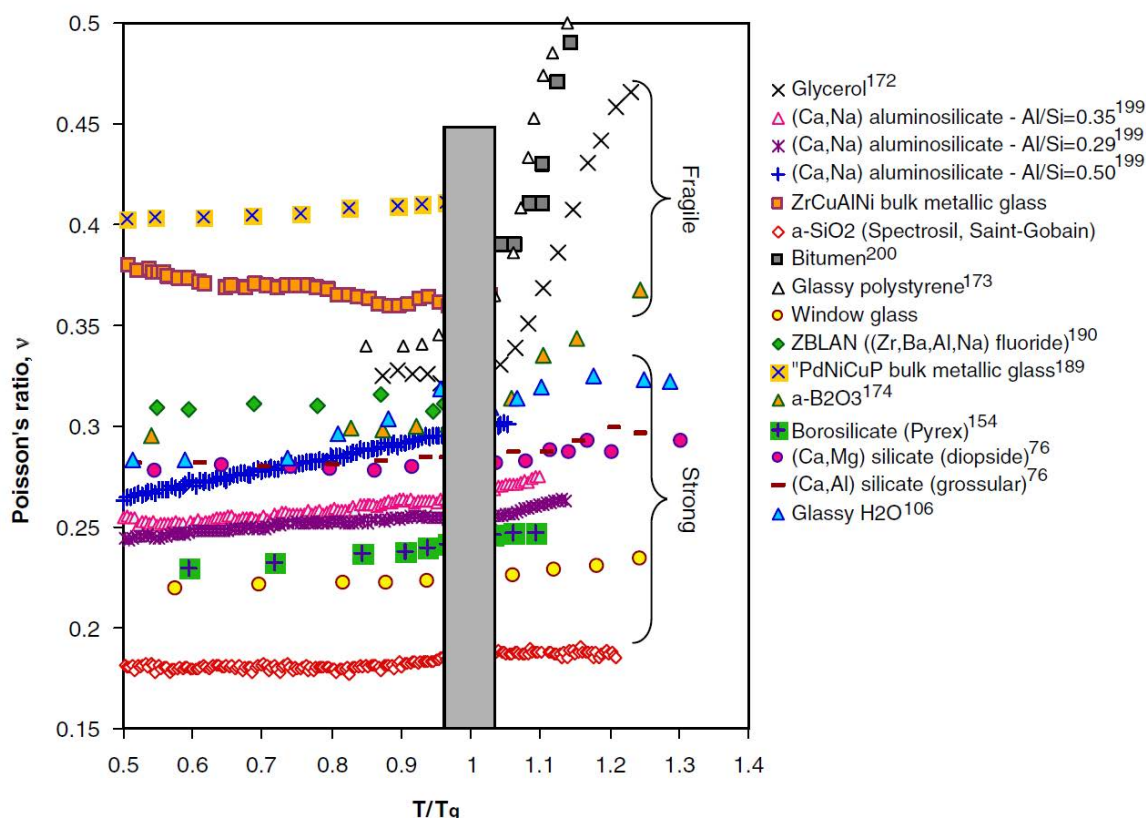 0.5
0.45
0.4
0.35
0.3
0.25
0.2
0.15
Poisson's ratio, ν
0.5 0.6 0.7 0.8 0.9 1 1.1 1.2 1.3 1.4
T/Tg
Fragile
Strong
Glycerol172
(Ca,Na) aluminosilicate - Al/Si=0.35199
(Ca,Na) aluminosilicate - Al/Si=0.29199
(Ca,Na) aluminosilicate - Al/Si=0.50199
ZrCuAlNi bulk metallic glass
a-SiO2 (Spectrosil, Saint-Gobain)
Bitumen200
Glassy polystyrene173
Window glass
ZBLAN ((Zr,Ba,Al,Na) fluoride)190
"PdNiCuP bulk metallic glass189
a-B2O3174
Borosilicate (Pyrex)154
(Ca,Mg) silicate (diopside)76
(Ca,Al) silicate (grossular)76
Glassy H2O106